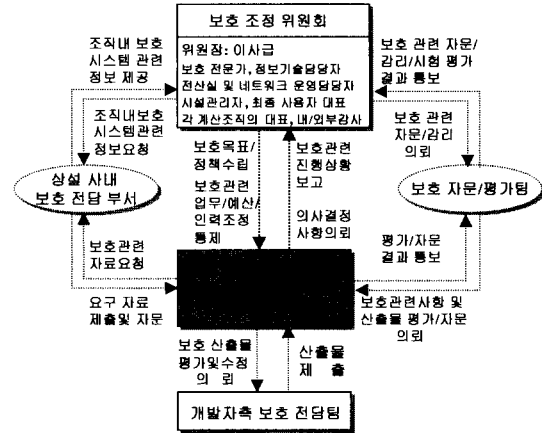 보호 조정 위원회
위원장: 이사급
보호 전문가, 정보기술담당자
전산실 및 네트워크 운영담당자
시설관리자, 최종 사용자 대표
각 계산조직의 대표, 내/외부감사
조직내 보호
시스템 관련
정보 제공
조직내보호
시스템관련
정보요청
보호 관련 자문/
감리/시험 평가
결과 통보
보호 관련
자문/감리
의뢰
보호목표/
정책수립
보호관련
업무/예산/
인력조정
통제
보호관련
진행상황
보고
의사결정
사항의뢰
상설 사내
보호 전담 부서
보호 자문/평가팀
보호관련
자료요청
요구 자료
제출및 자문
평가/자문
결과 통보
보호관련사항 및
산출물 평가/자문
의뢰
보호 산출물
평가및수정
의 뢰
산출물
제 출
개발자측 보호 전담팀